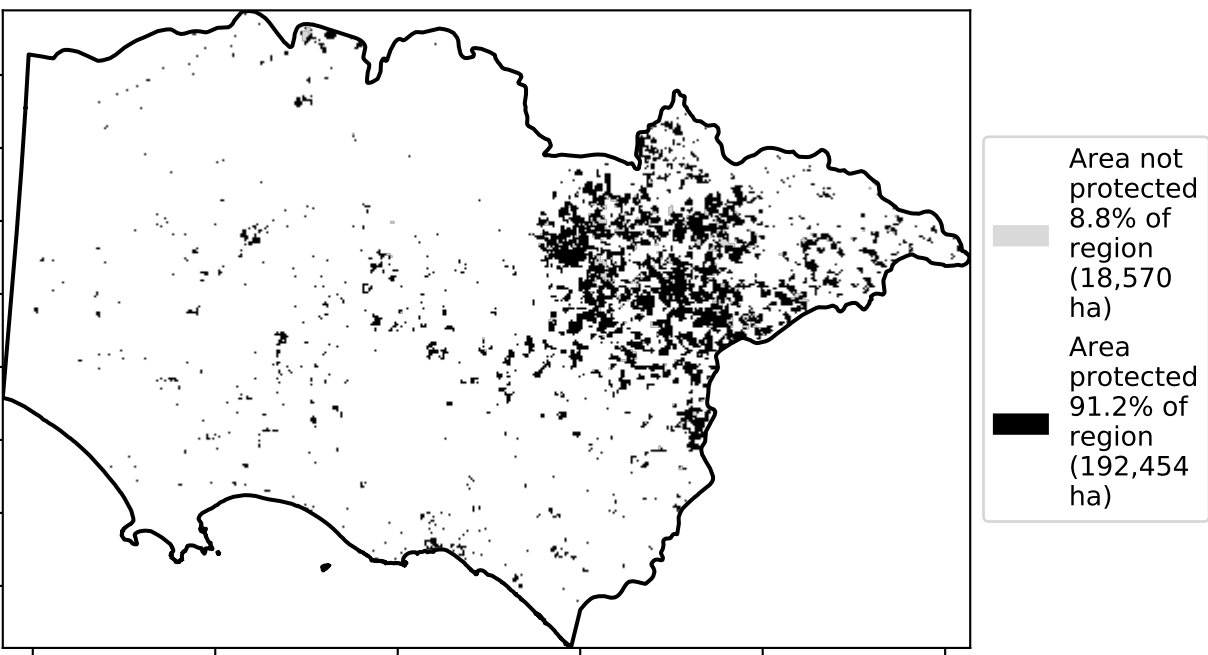 Area not
protected
8.8% of
region
(18,570
ha)
Area
protected
91.2% of
region
(192,454
ha)